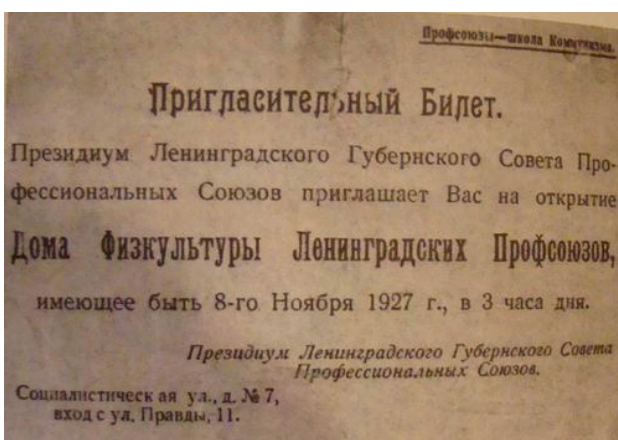 Профсоюзы—школа Коммунизма.
Пригласительный Билет.
Президиум Ленинградского Губернского Совета Про-
фессиональных Союзов приглашает Вас на открытие
Дома Физкультуры Ленинградских Профсоюзов,
имеющее быть 8-го Ноября 1927 г., в 3 часа дня.
Президиум Ленинградского Губернского Совета
Профессиональных Союзов.
Социалистическ ая ул., д. № 7,
вход с ул. Правды, 11.